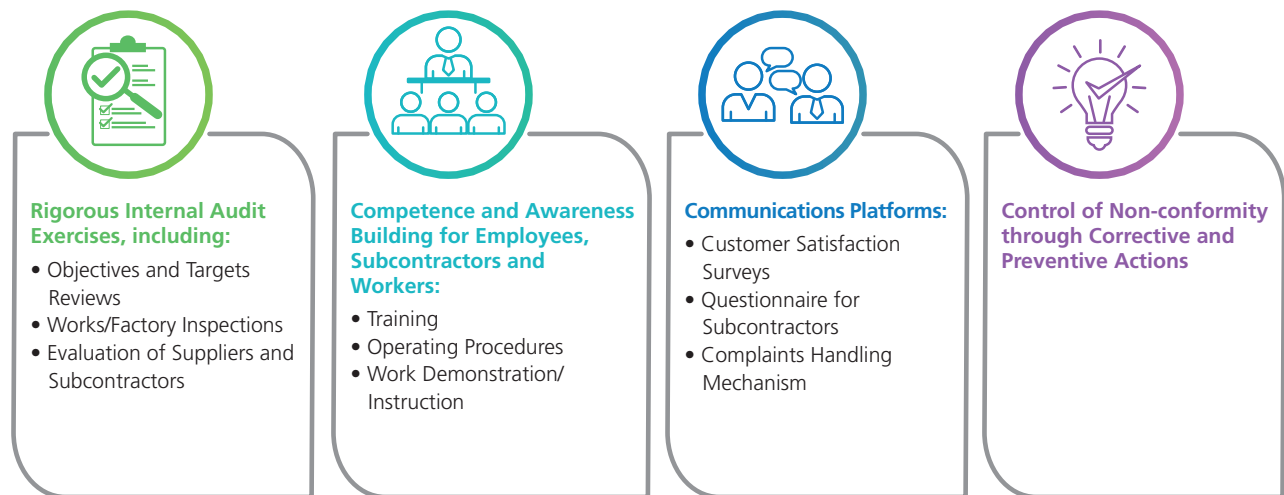 Rigorous Internal Audit
Exercises, including:
• Objectives and Targets
Reviews
• Works/Factory Inspections
• Evaluation of Suppliers and
Subcontractors
Competence and Awareness
Building for Employees,
Subcontractors and
Workers:
• Training
• Operating Procedures
• Work Demonstration/
Instruction
Communications Platforms:
• Customer Satisfaction
Surveys
• Questionnaire for
Subcontractors
• Complaints Handling
Mechanism
Control of Non-conformity
through Corrective and
Preventive Actions